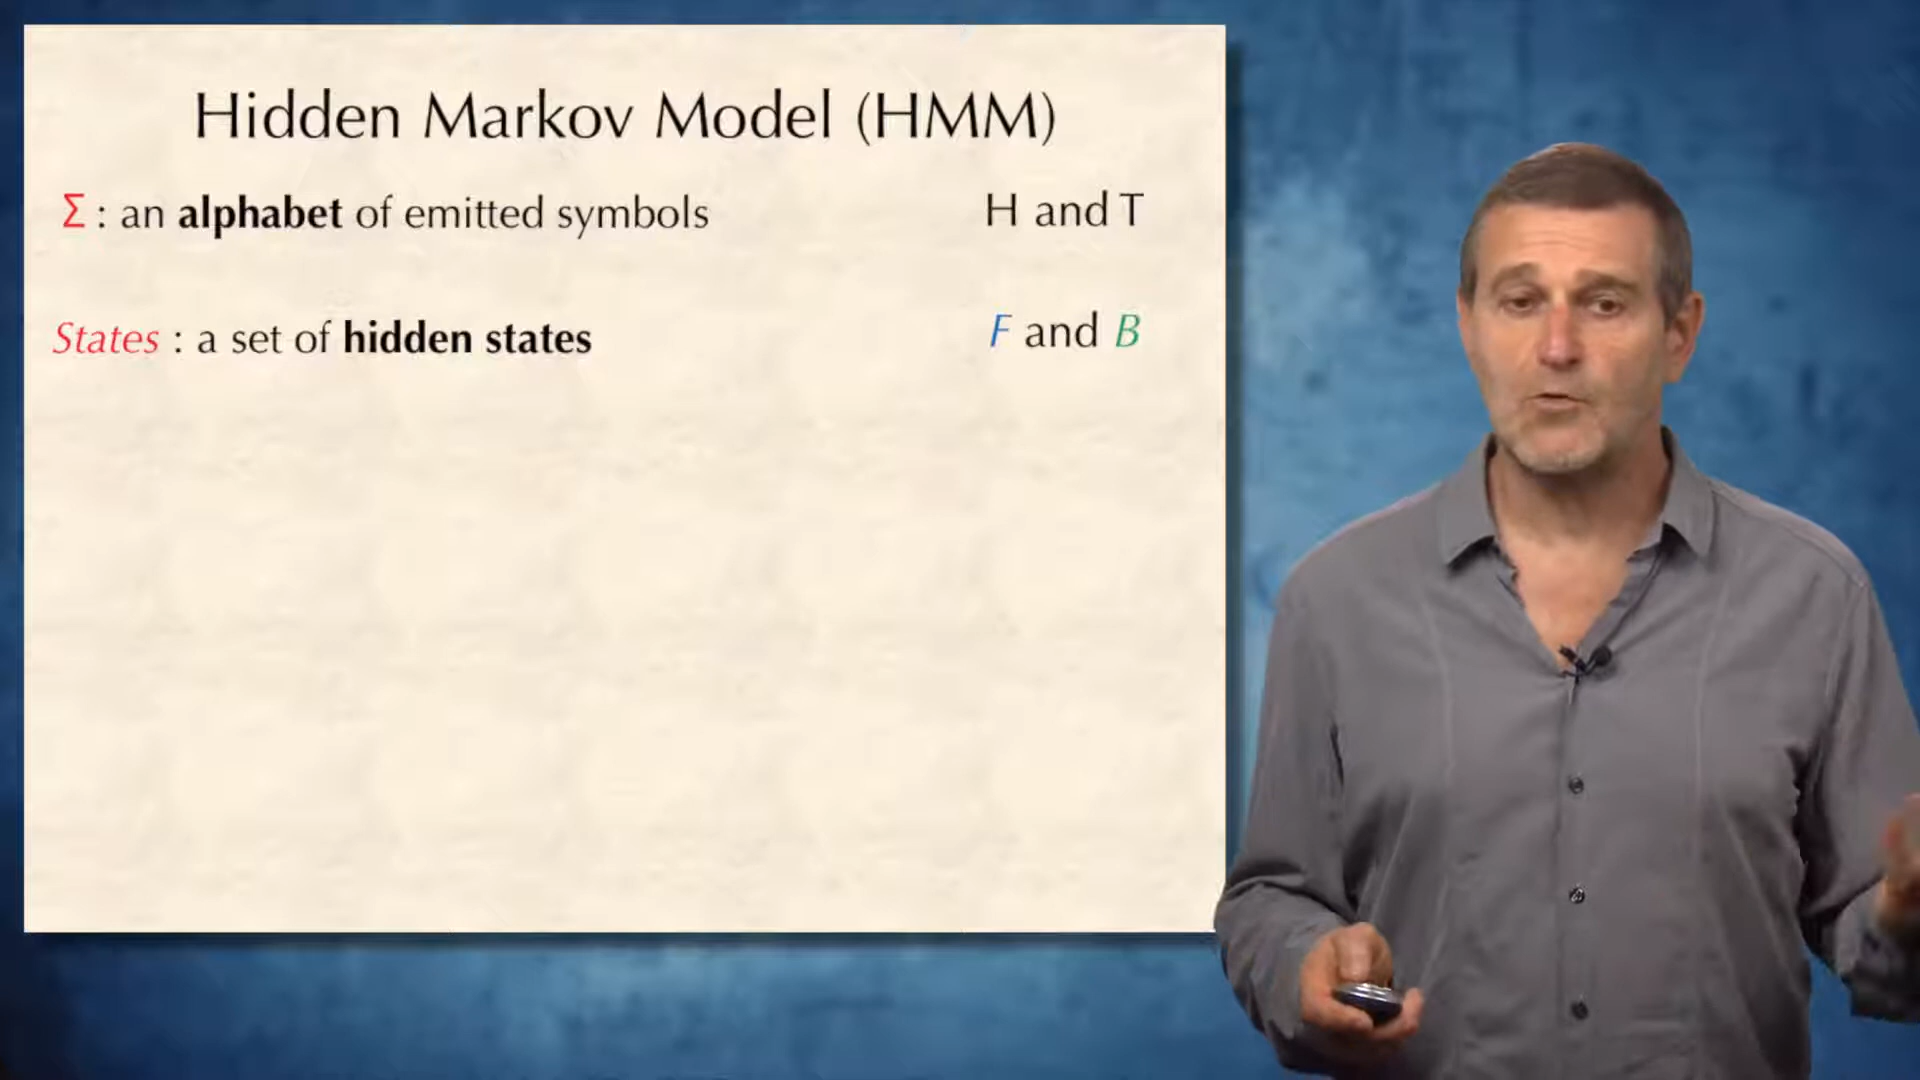 Hidden Markov Model (HMM)
Σ : an alphabet of emitted symbols H and T
States : a set of hidden states F and B